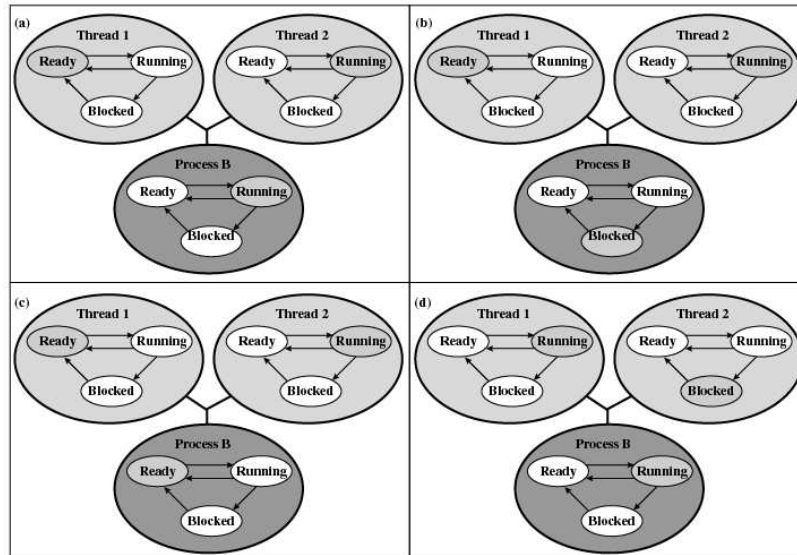 (a)
Thread 1
Ready Running
Blocked
Thread 2
Ready Running
Blocked
Process B
Ready Running
Blocked
(b)
Thread 1
Ready Running
Blocked
Thread 2
Ready Running
Blocked
Process B
Ready Running
Blocked
(c)
Thread 1
Ready Running
Blocked
Thread 2
Ready Running
Blocked
Process B
Ready Running
Blocked
(d)
Thread 1
Ready Running
Blocked
Thread 2
Ready Running
Blocked
Process B
Ready Running
Blocked